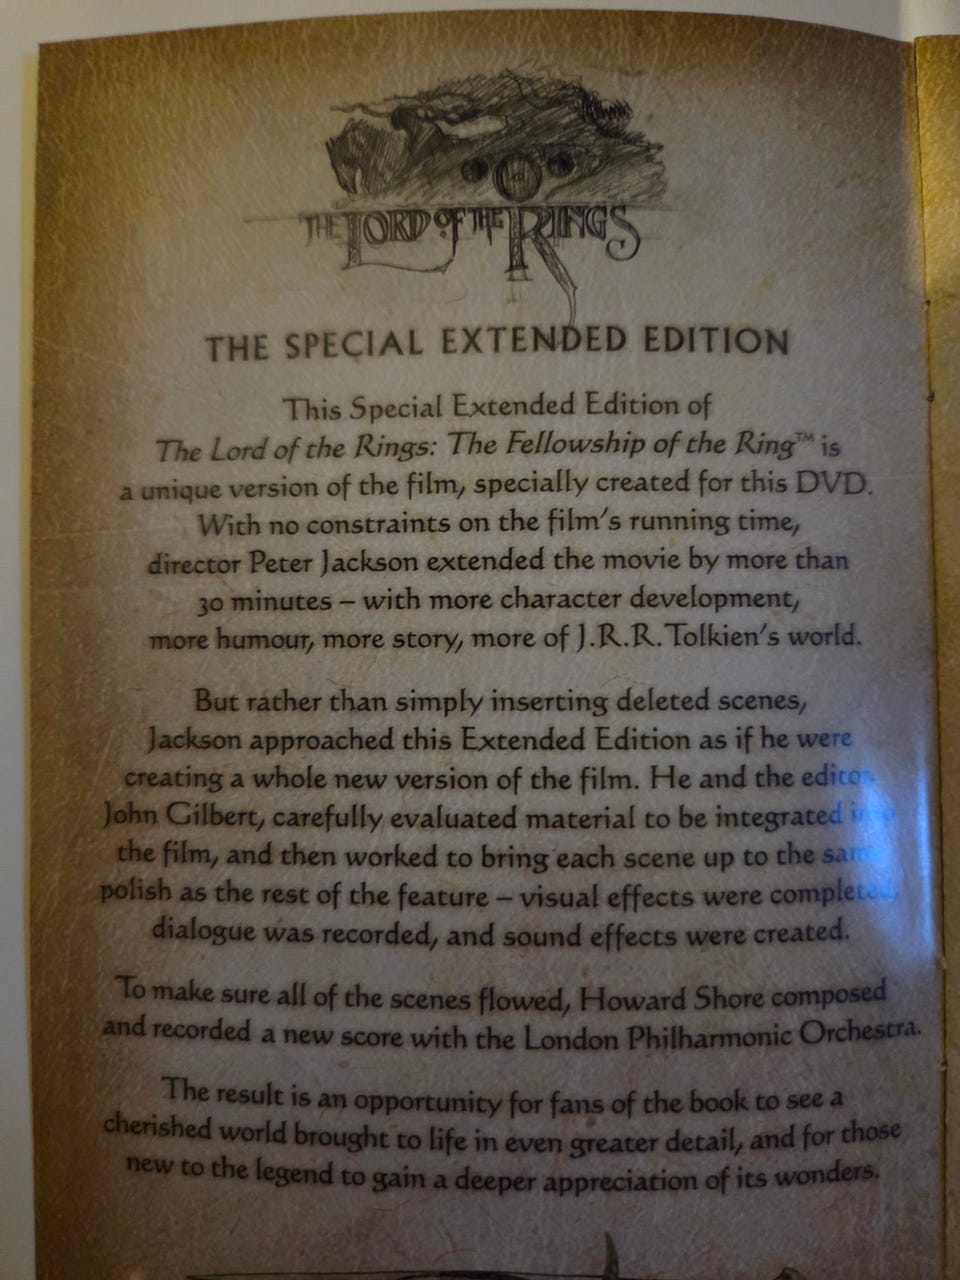 THE LORD OF THE RINGS
THE SPECIAL EXTENDED EDITION
This Special Extended Edition of
The Lord of the Rings: The Fellowship of the Ring™ is
a unique version of the film, specially created for this DVD.
With no constraints on the film's running time,
director Peter Jackson extended the movie by more than
30 minutes – with more character development,
more humour, more story, more of J.R.R. Tolkien's world.
But rather than simply inserting deleted scenes,
Jackson approached this Extended Edition as if he were
creating a whole new version of the film. He and the editor
John Gilbert, carefully evaluated material to be integrated into
the film, and then worked to bring each scene up to the same
polish as the rest of the feature – visual effects were completed,
dialogue was recorded, and sound effects were created.
To make sure all of the scenes flowed, Howard Shore composed
and recorded a new score with the London Philharmonic Orchestra.
The result is an opportunity for fans of the book to see a
cherished world brought to life in even greater detail, and for those
new to the legend to gain a deeper appreciation of its wonders.